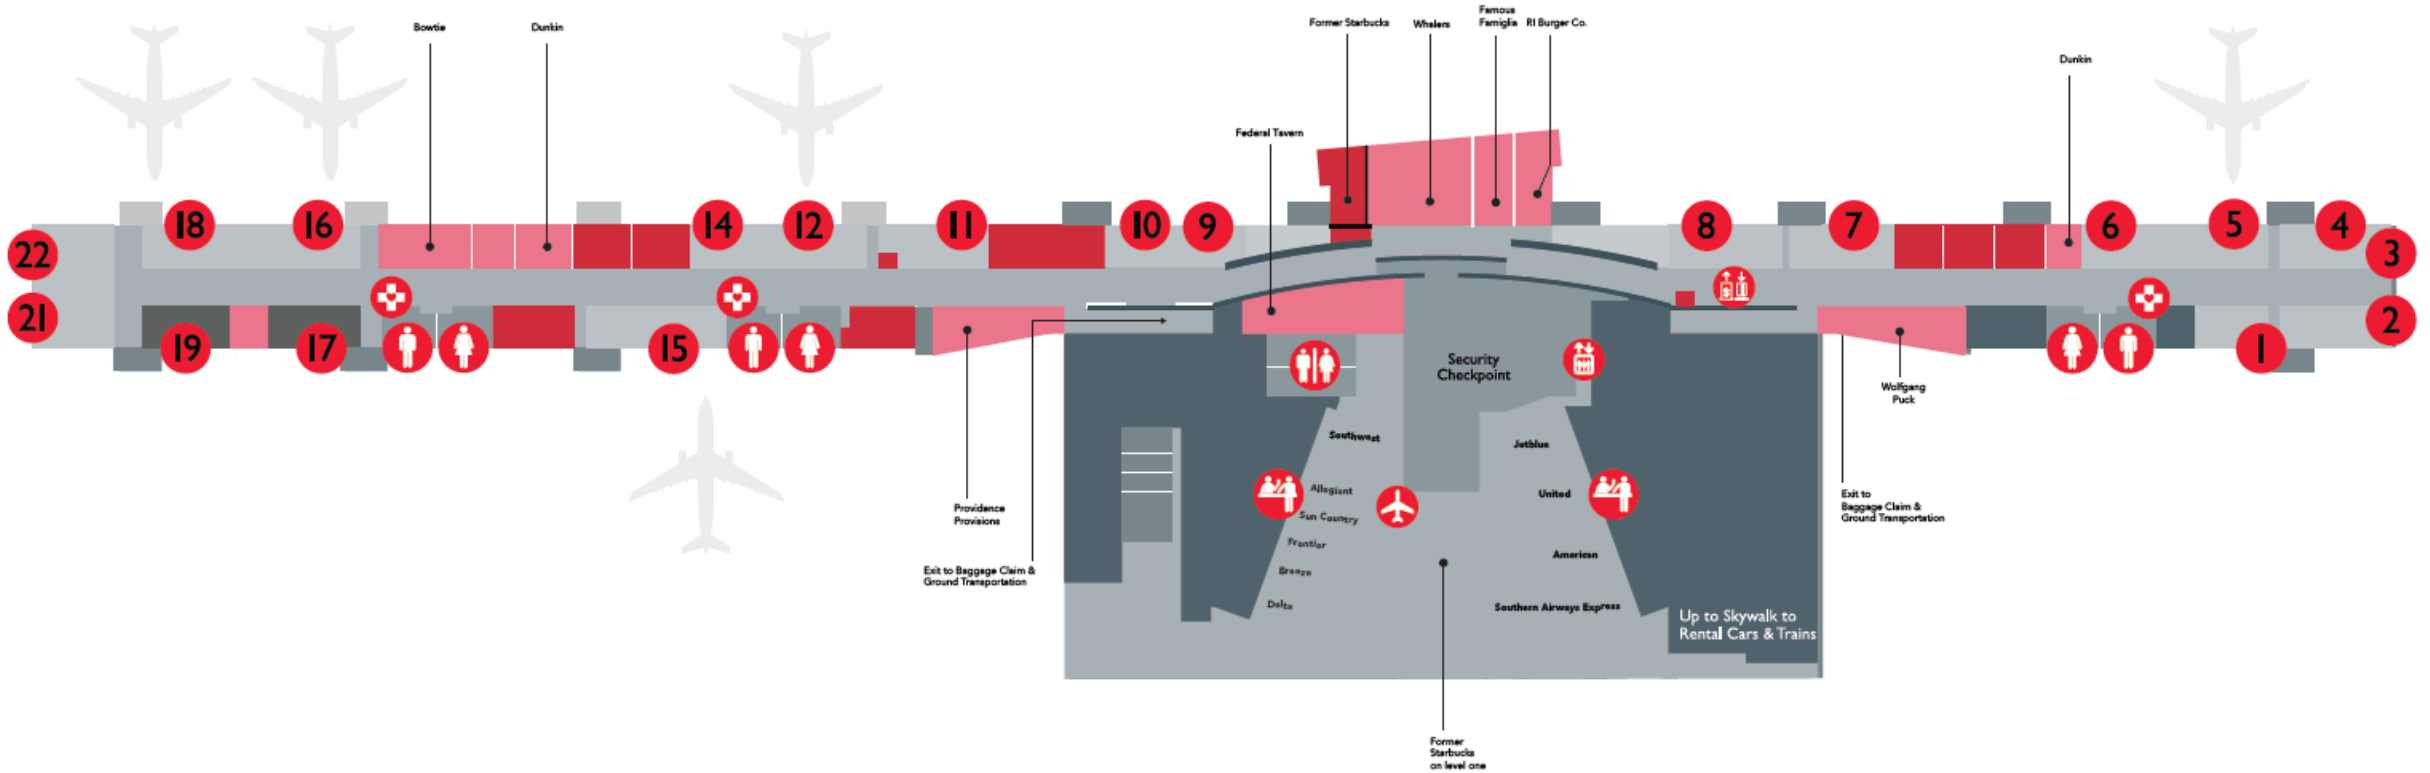 Bowtie
Dunkin
Former Starbucks
Whalers
Famous
Famiglia
RI Burger Co.
Dunkin
Federal Tavern
18
16
14
12
11
10
9
8
7
6
5
4
22
3
21
2
19
17
15
1
Security
Checkpoint
Wolfgang
Puck
Southwest
Jetblue
Allegiant
United
Sun Country
Frontier
American
Breeze
Delta
Southern Airways Express
Providence
Provisions
Exit to
Baggage Claim &
Ground Transportation
Exit to Baggage Claim &
Ground Transportation
Up to Skywalk to
Rental Cars & Trains
Former
Starbucks
on level one
$